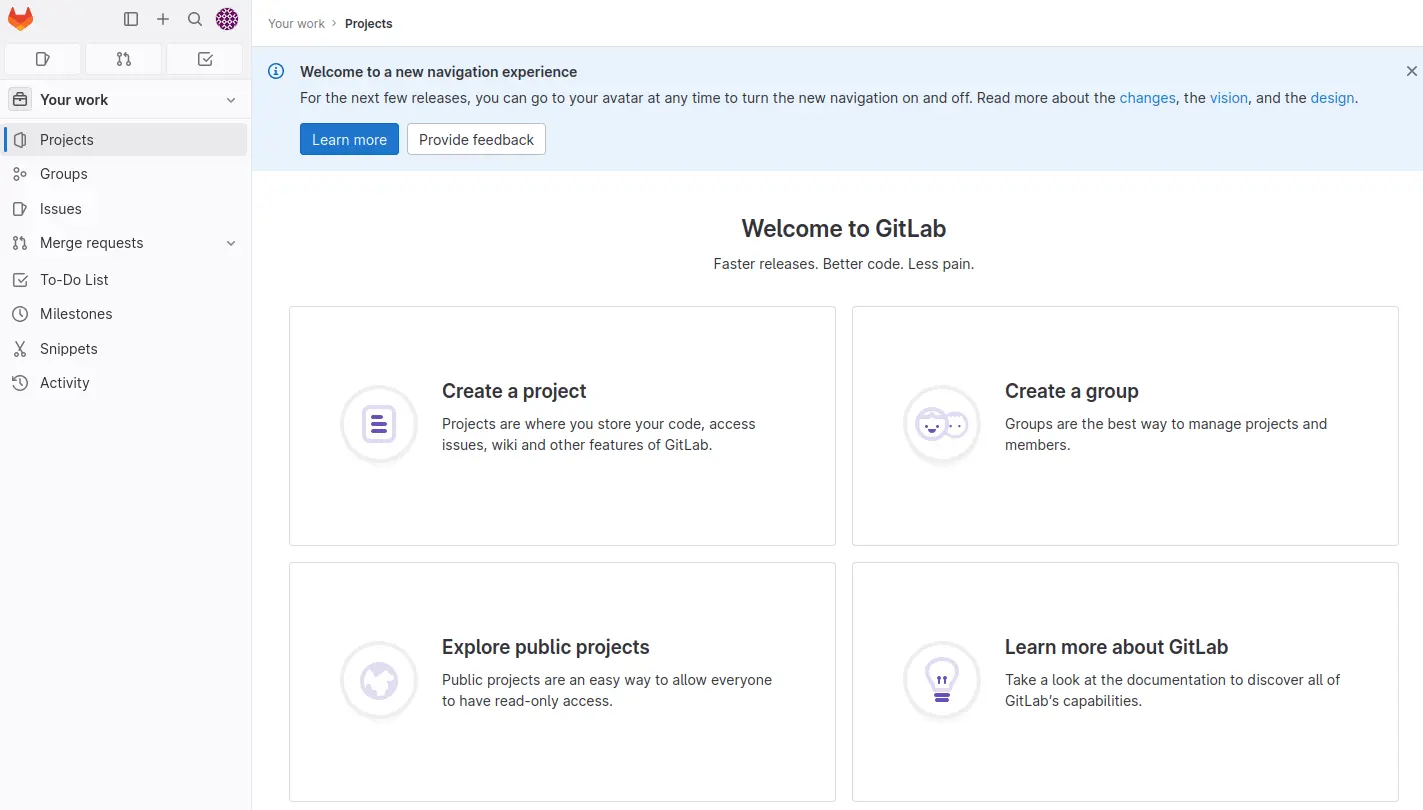 Your work › Projects
Your work
Projects
Groups
Issues
Merge requests
To-Do List
Milestones
Snippets
Activity
Welcome to a new navigation experience
For the next few releases, you can go to your avatar at any time to turn the new navigation on and off. Read more about the changes, the vision, and the design.
Learn more
Provide feedback
Welcome to GitLab
Faster releases. Better code. Less pain.
Create a project
Projects are where you store your code, access
issues, wiki and other features of GitLab.
Create a group
Groups are the best way to manage projects and
members.
Explore public projects
Public projects are an easy way to allow everyone
to have read-only access.
Learn more about GitLab
Take a look at the documentation to discover all of
GitLab's capabilities.